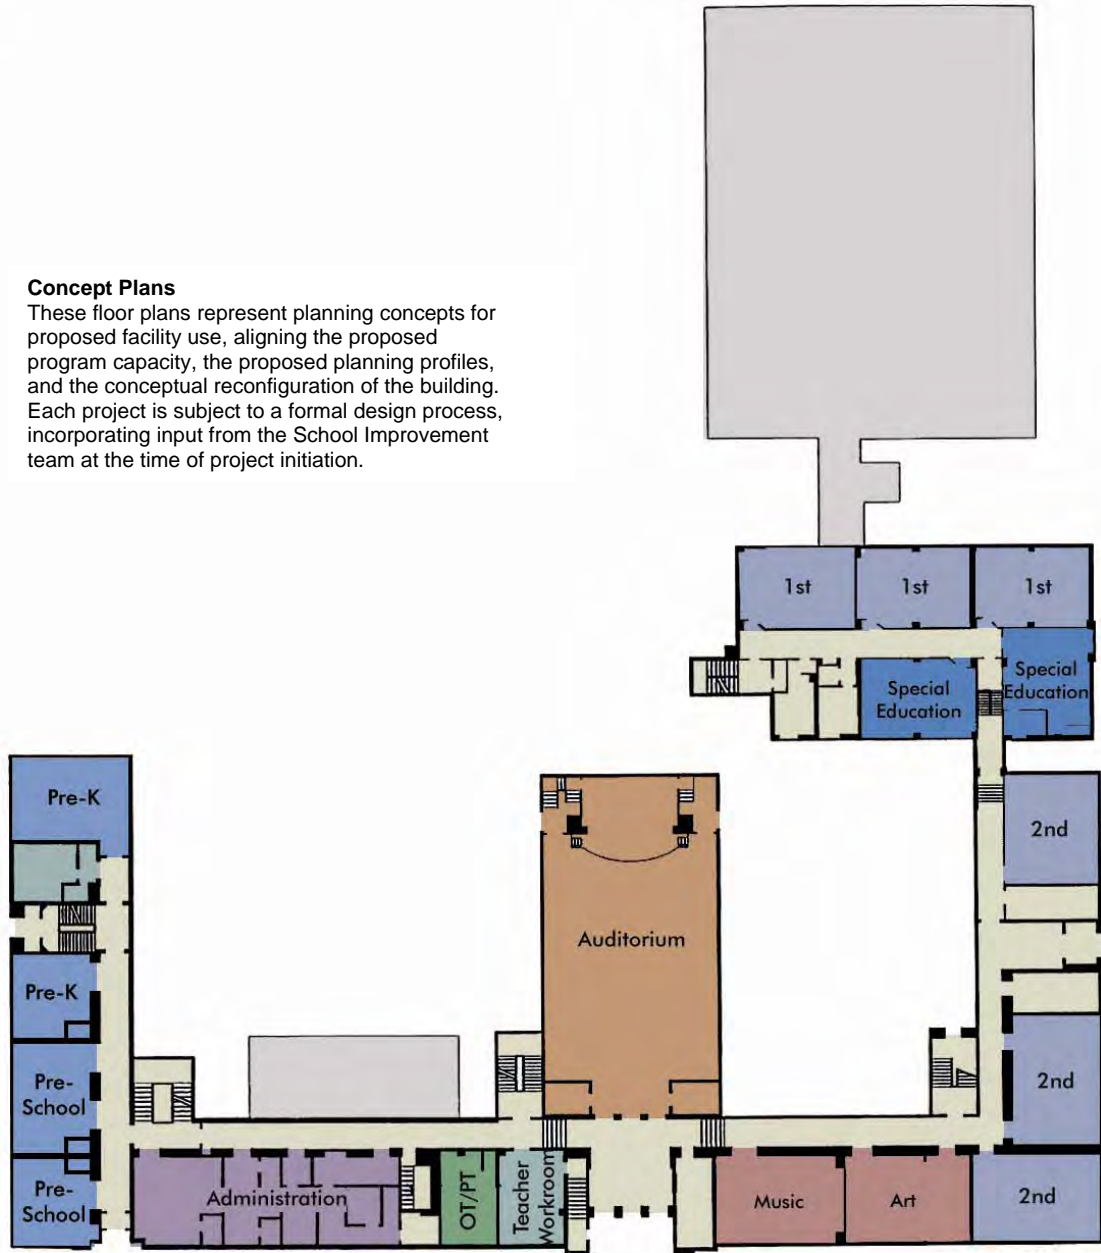 Concept Plans
These floor plans represent planning concepts for
proposed facility use, aligning the proposed
program capacity, the proposed planning profiles,
and the conceptual reconfiguration of the building.
Each project is subject to a formal design process,
incorporating input from the School Improvement
team at the time of project initiation.
1st
1st
1st
Special
Education
Special
Education
Pre-K
2nd
Auditorium
Pre-K
Pre-
School
2nd
Pre-
School
Administration
OT/PT
Teacher
Workroom
Music
Art
2nd